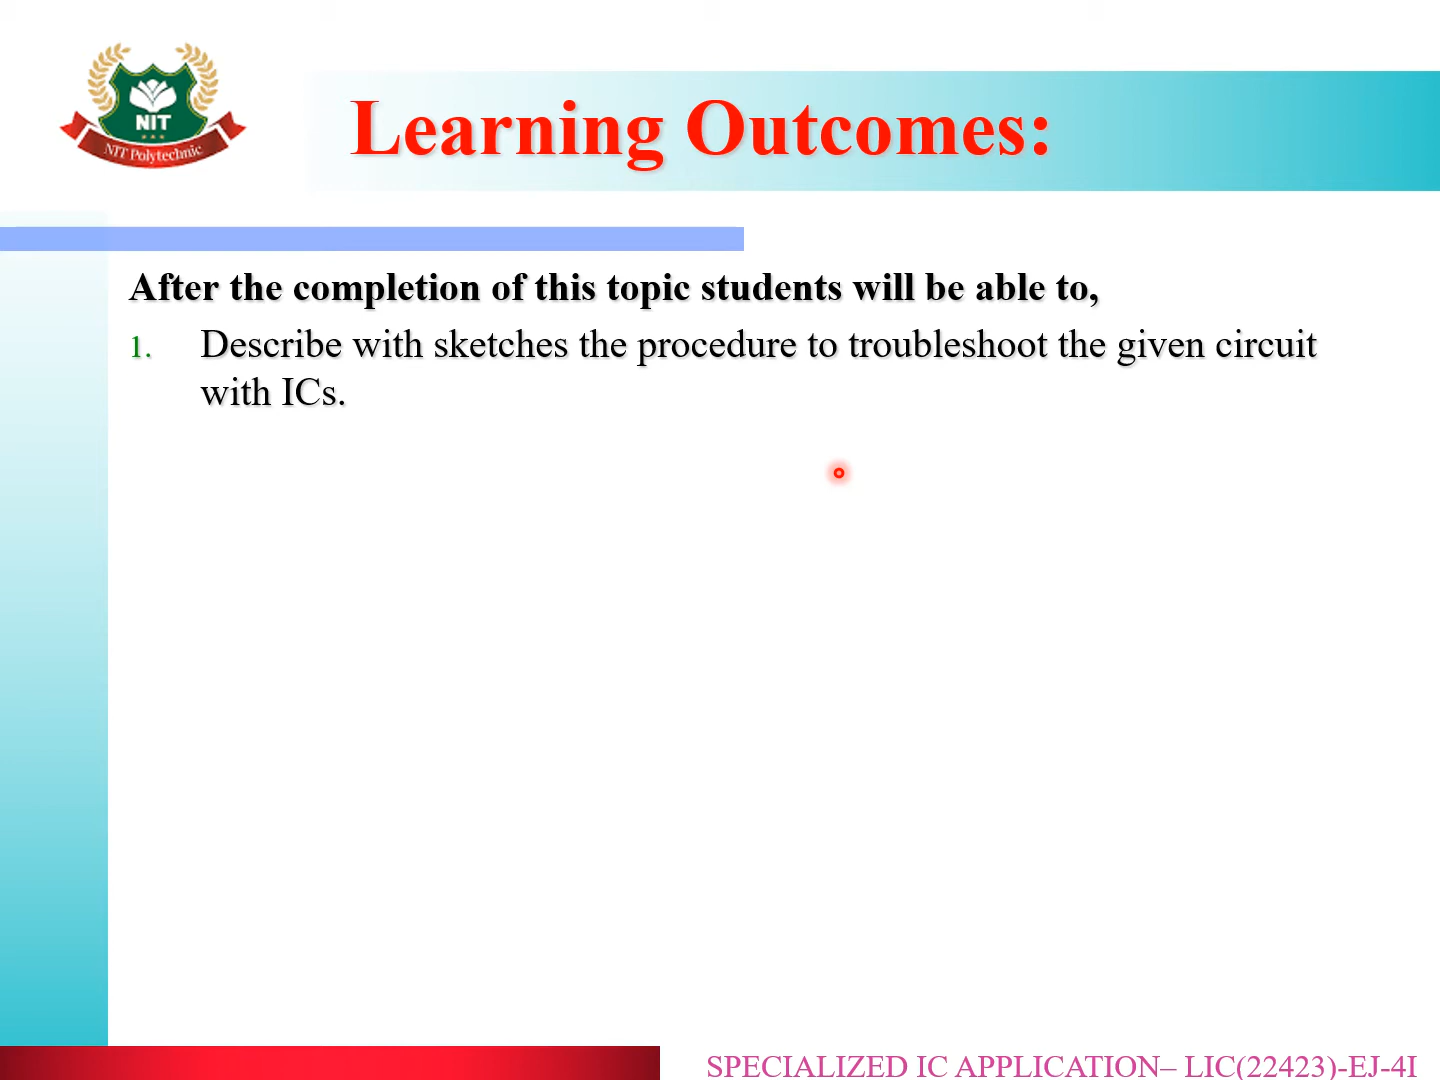 NIT
NIT Polytechnic
Learning Outcomes:
After the completion of this topic students will be able to,
1. Describe with sketches the procedure to troubleshoot the given circuit
with ICs.
SPECIALIZED IC APPLICATION– LIC(22423)-EJ-4I